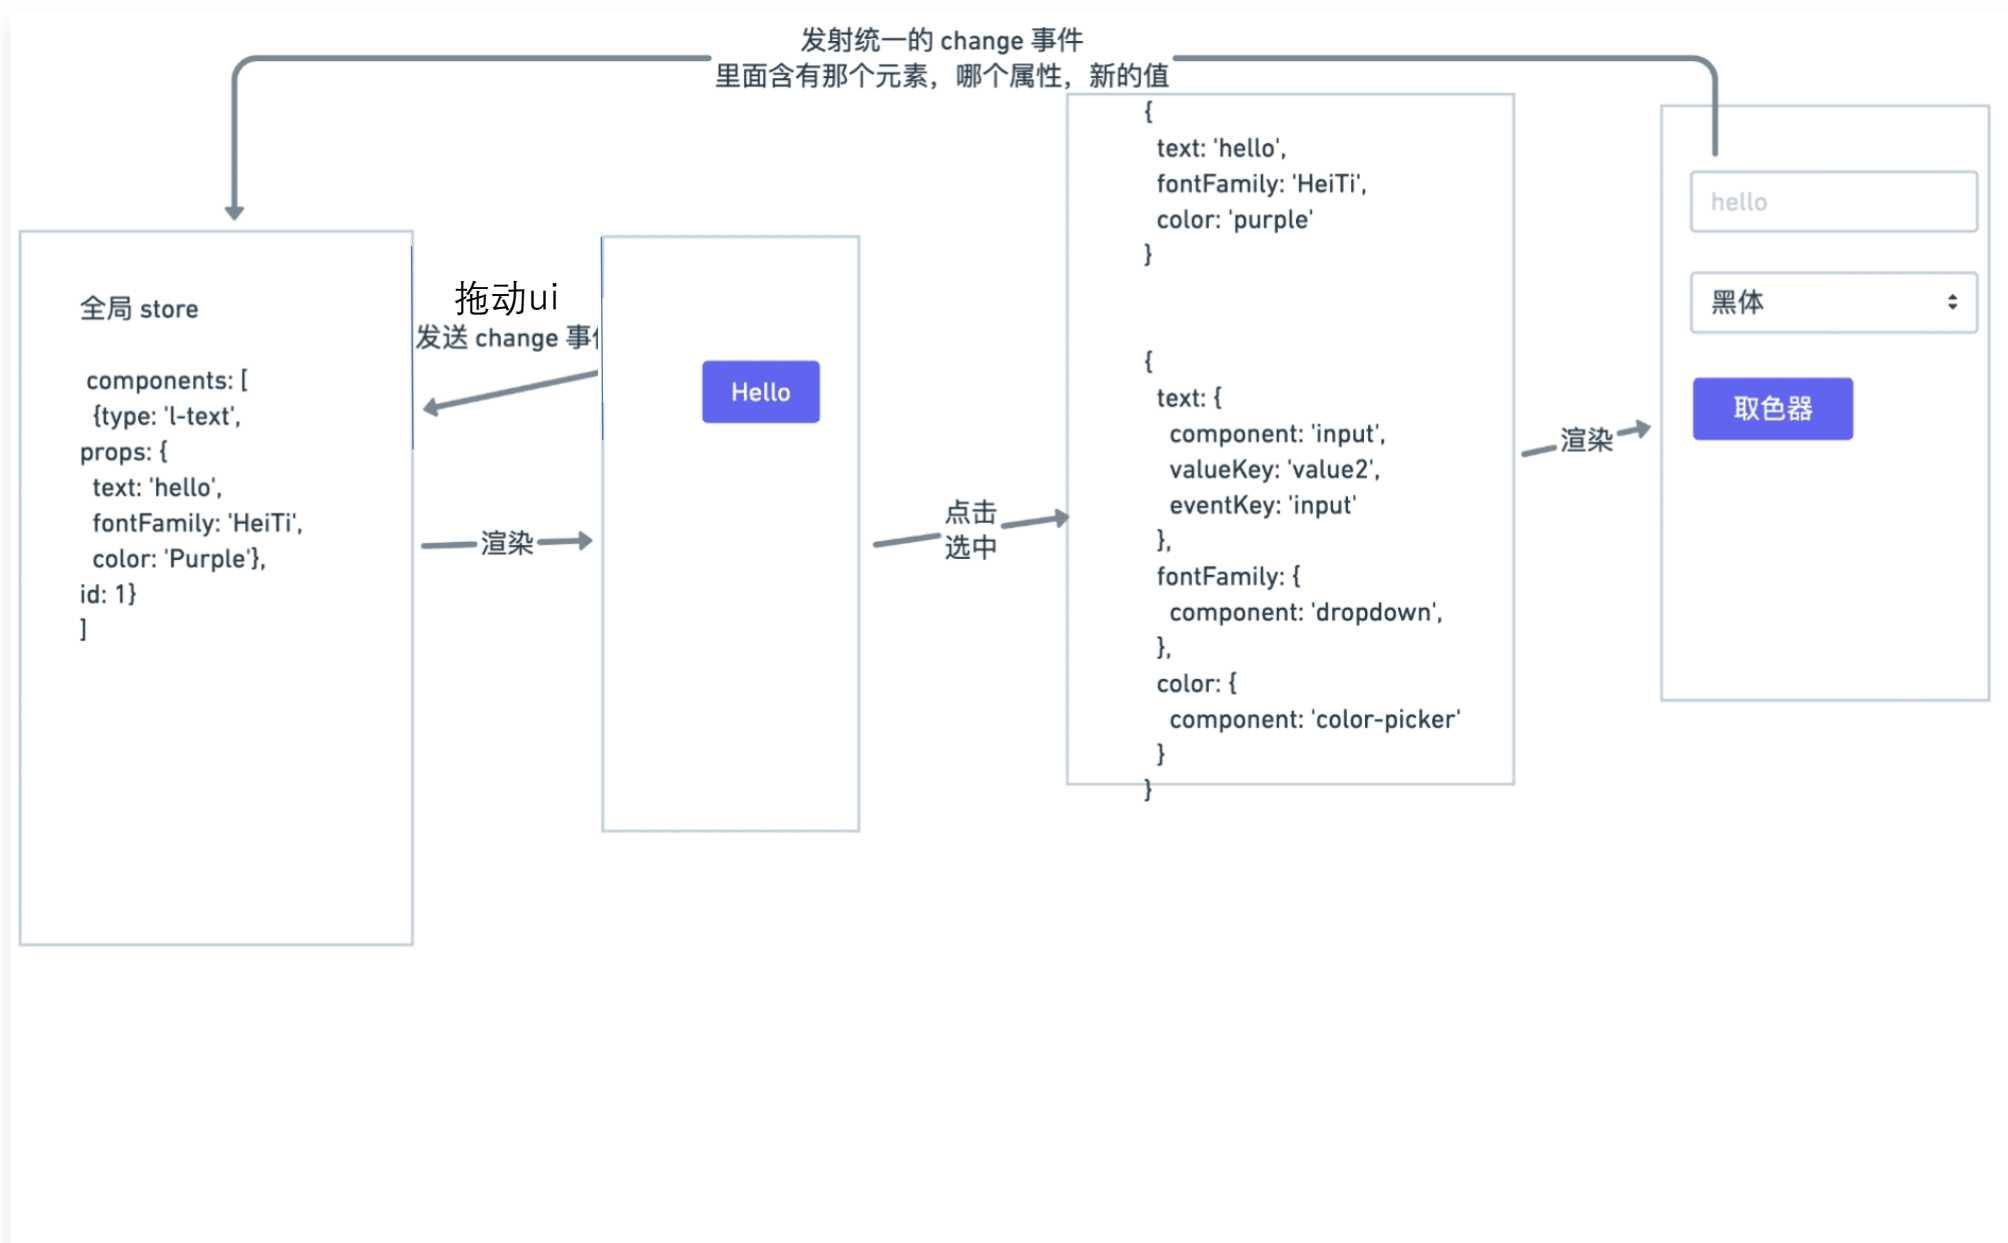 发射统一的 change 事件
里面含有那个元素，哪个属性，新的值
全局 store
components: [
{type: 'l-text',
props: {
text: 'hello',
fontFamily: 'HeiTi',
color: 'Purple'},
id: 1}
]
拖动ui
发送 change 事
渲染
Hello
点击
选中
{
text: 'hello',
fontFamily: 'HeiTi',
color: 'purple'
}
{
text: {
component: 'input',
valueKey: 'value2',
eventKey: 'input'
},
fontFamily: {
component: 'dropdown',
},
color: {
component: 'color-picker'
}
}
渲染
hello
黑体
取色器